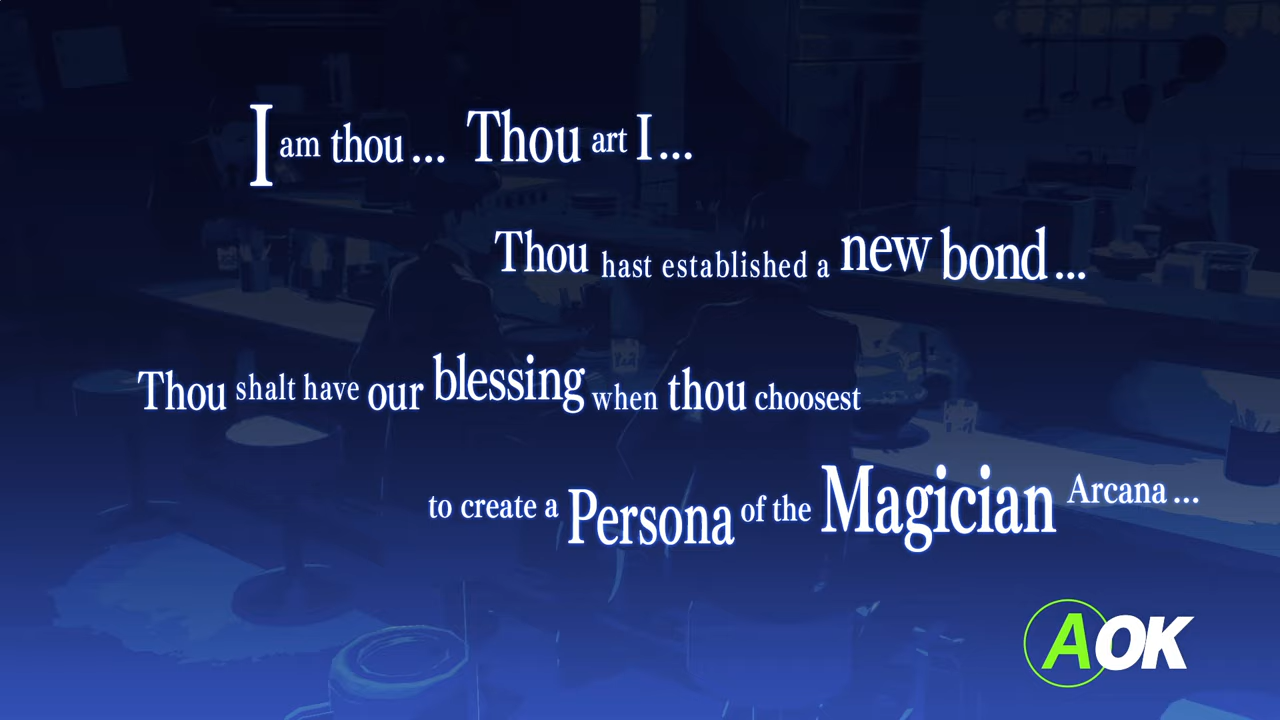 I am thou... Thou art I...
Thou hast established a new bond...
Thou shalt have our blessing when thou choosest
to create a Persona of the Magician Arcana...
A OK